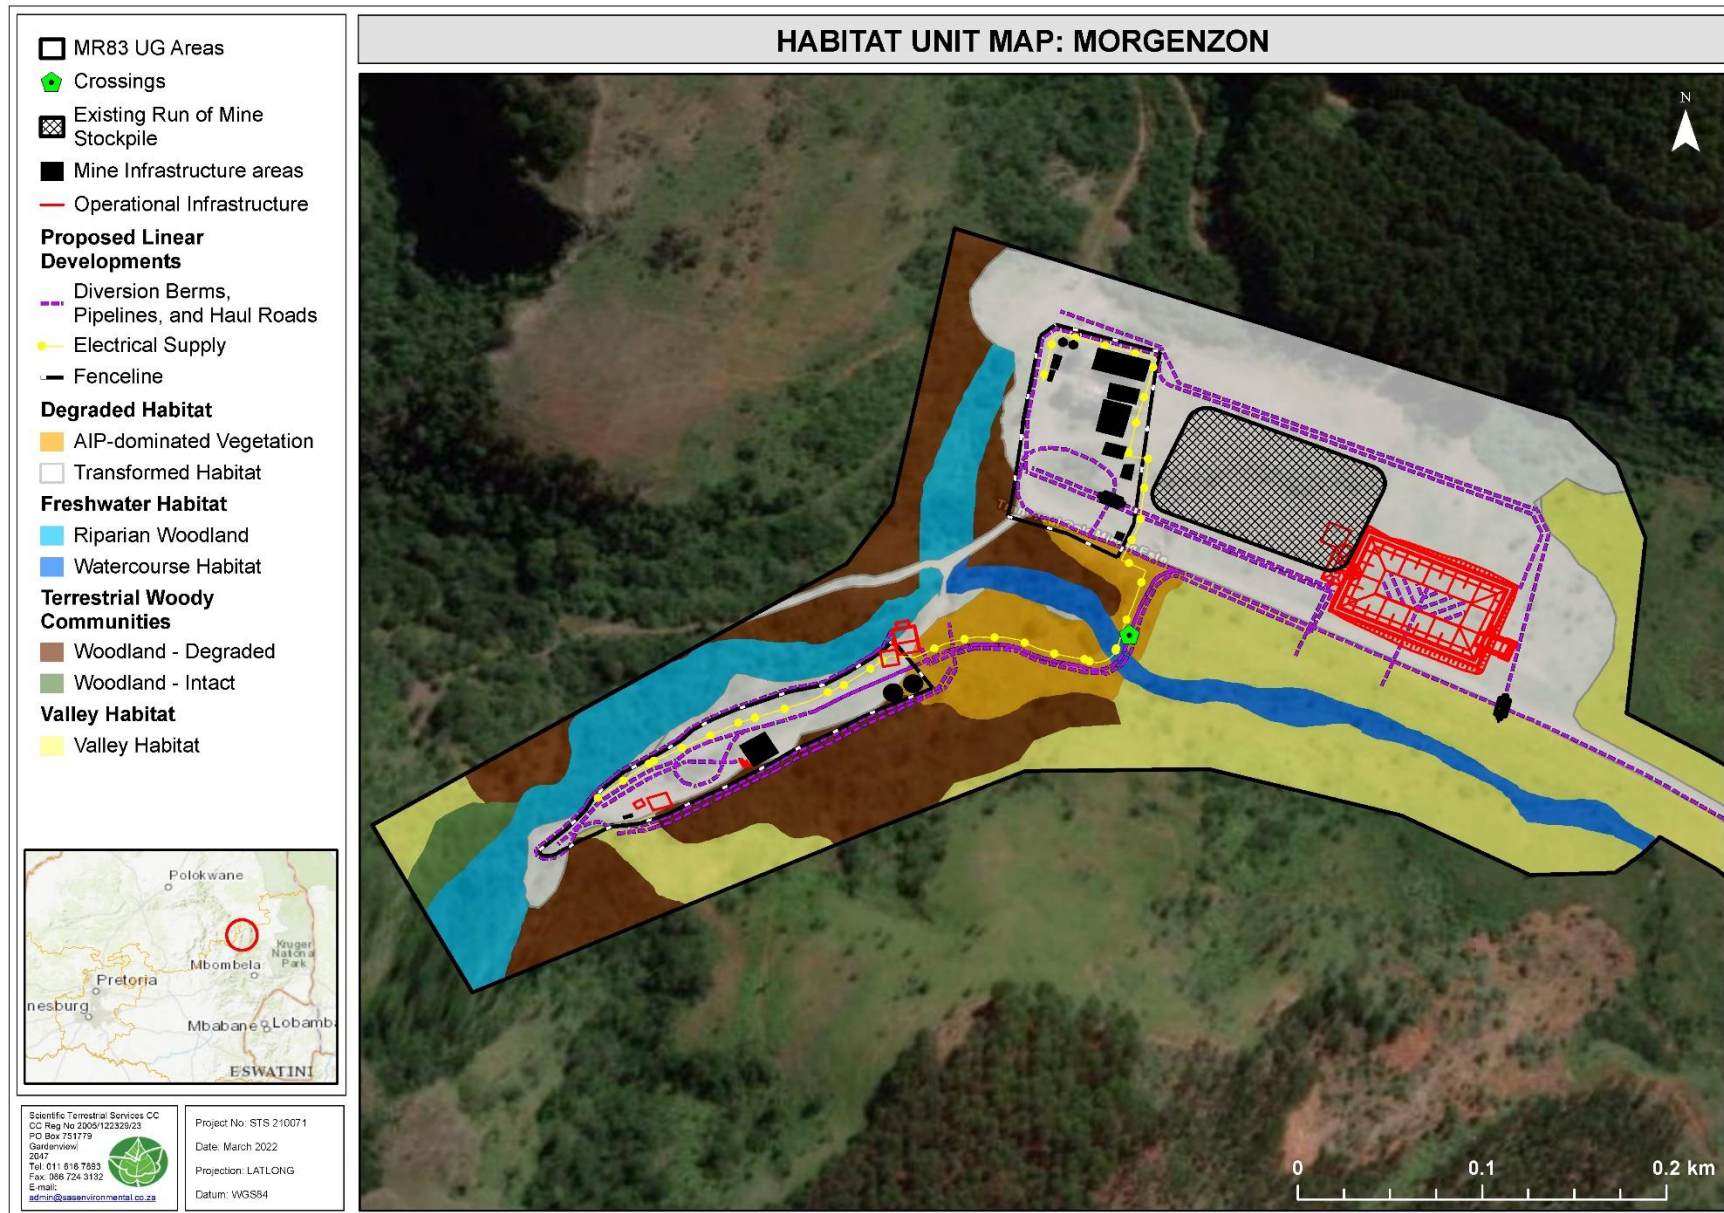 MR83 UG Areas
Crossings
Existing Run of Mine
Stockpile
Mine Infrastructure areas
Operational Infrastructure
Proposed Linear
Developments
Diversion Berms,
Pipelines, and Haul Roads
Electrical Supply
Fenceline
Degraded Habitat
AIP-dominated Vegetation
Transformed Habitat
Freshwater Habitat
Riparian Woodland
Watercourse Habitat
Terrestrial Woody
Communities
Woodland - Degraded
Woodland - Intact
Valley Habitat
Valley Habitat
Polokwane
Kruger
National
Park
Mbombela
Pretoria
nesburg
Mbabane
Lobamb
ESWATINI
Scientific Terrestrial Services CC
CC Reg No 2005/122329/23
PO Box 751779
Gardenview
2047
Tel: 011 616 7893
Fax: 086 724 3132
E-mail:
admin@sasenvironmental.co.za
Project No: STS 210071
Date: March 2022
Projection: LATLONG
Datum: WGS84
HABITAT UNIT MAP: MORGENZON
N
0 0.1 0.2 km